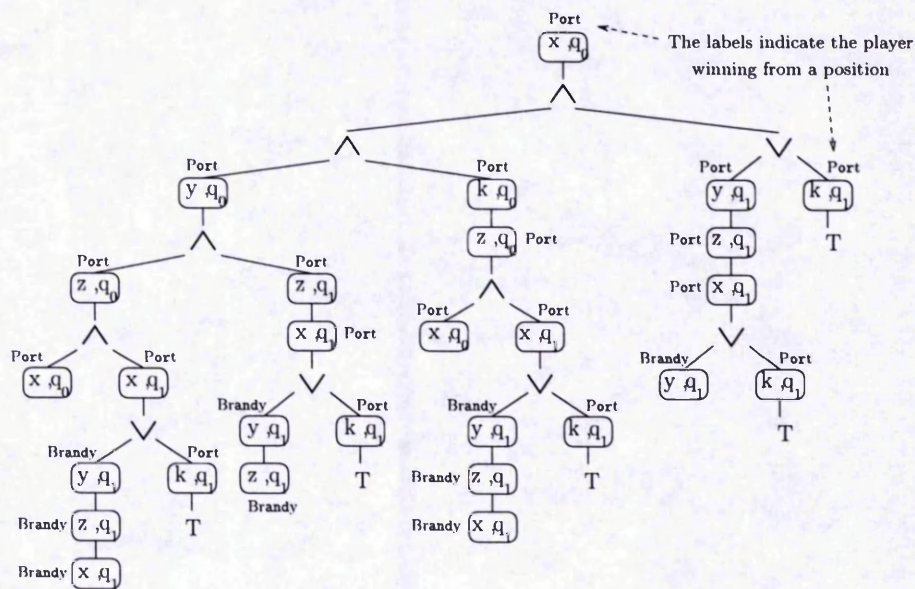 Port
x ,q0
The labels indicate the player
winning from a position
∧
∧
∨
Port
y ,q0
Port
k ,q0
Port
y ,q1
Port
k ,q1
∧
z ,q0 Port
Port z ,q1
T
Port
z ,q0
Port
z ,q1
∧
Port x ,q1
∧
x ,q1 Port
Port
x ,q0
Port
x ,q1
∨
Port
x ,q0
Port
x ,q1
∨
∨
Brandy
y ,q1
Port
k ,q1
∨
Brandy
y ,q1
Port
k ,q1
Brandy
y ,q1
Port
k ,q1
T
Brandy
y ,q1
Port
k ,q1
z ,q1
Brandy
T
Brandy z ,q1
T
Brandy z ,q1
T
Brandy x ,q1
Brandy x ,q1